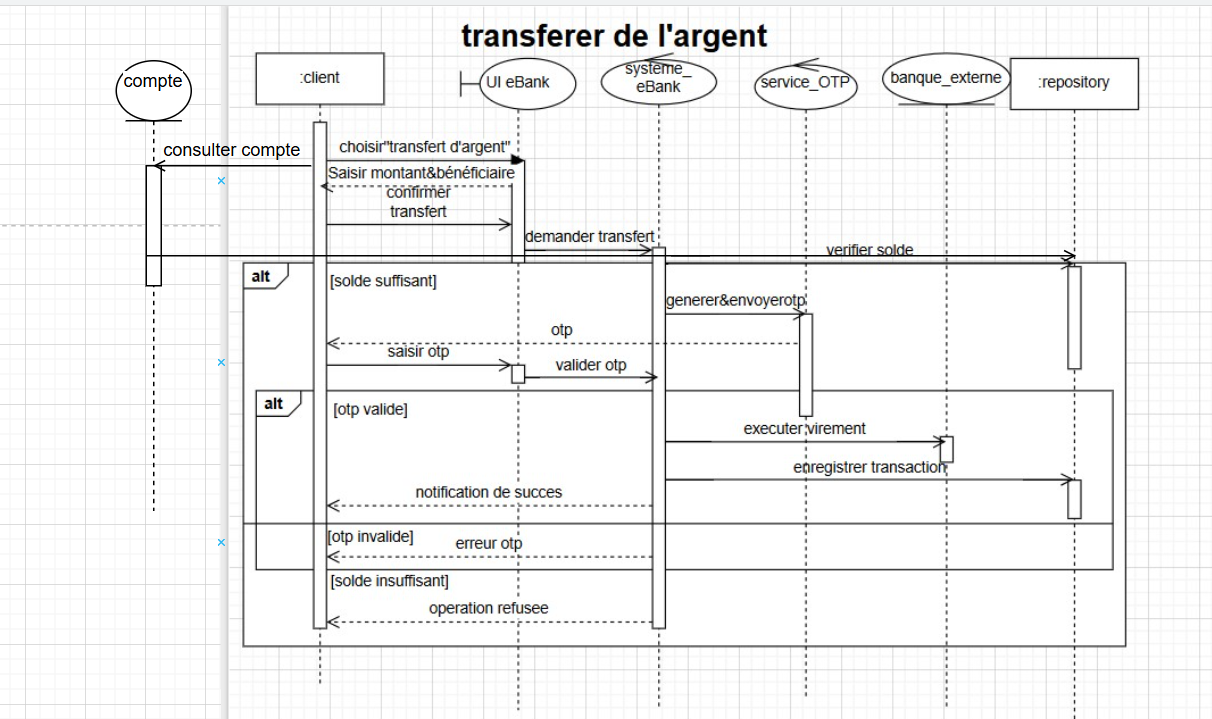 transferer de l'argent
compte
:client
UI eBank
systeme_
eBank
service_OTP
banque_externe
:repository
consulter compte
choisir"transfert d'argent"
Saisir montant&bénéficiaire
confirmer
transfert
demander transfert
verifier solde
alt
[solde suffisant]
generer&envoyerotp
otp
saisir otp
valider otp
alt
[otp valide]
executer virement
enregistrer transaction
notification de succes
[otp invalide]
erreur otp
[solde insuffisant]
operation refusee